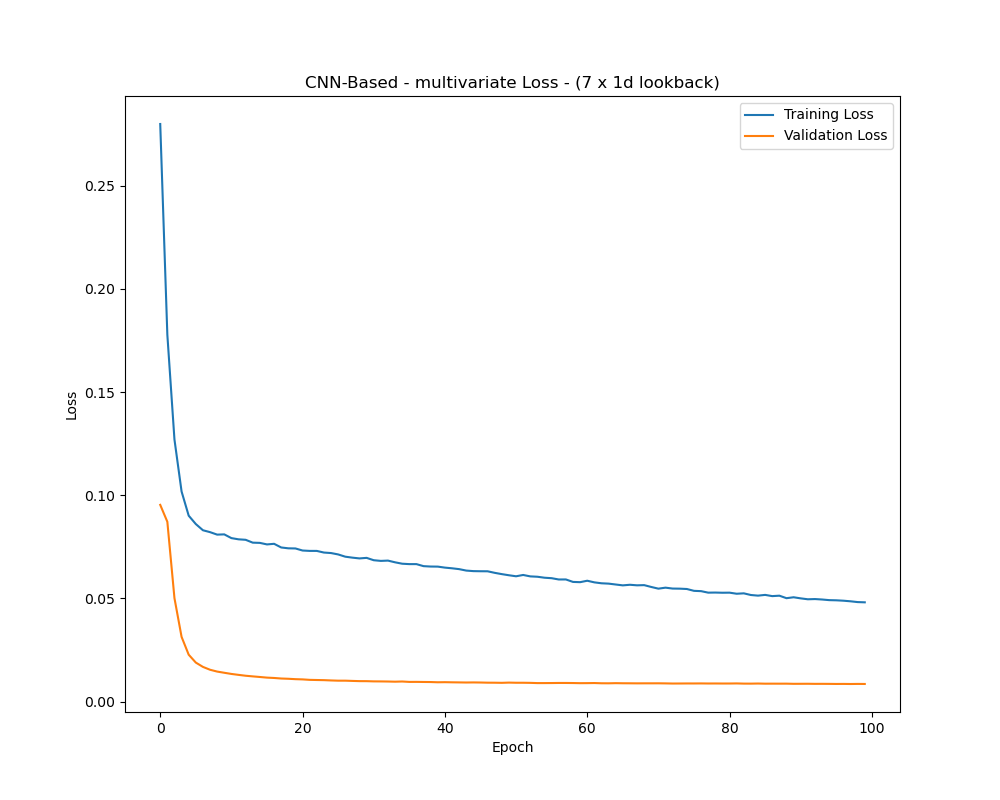 CNN-Based - multivariate Loss - (7 x 1d lookback)
Training Loss
Validation Loss
0.25
0.20
0.15
0.10
0.05
0.00
Loss
0 20 40 60 80 100
Epoch